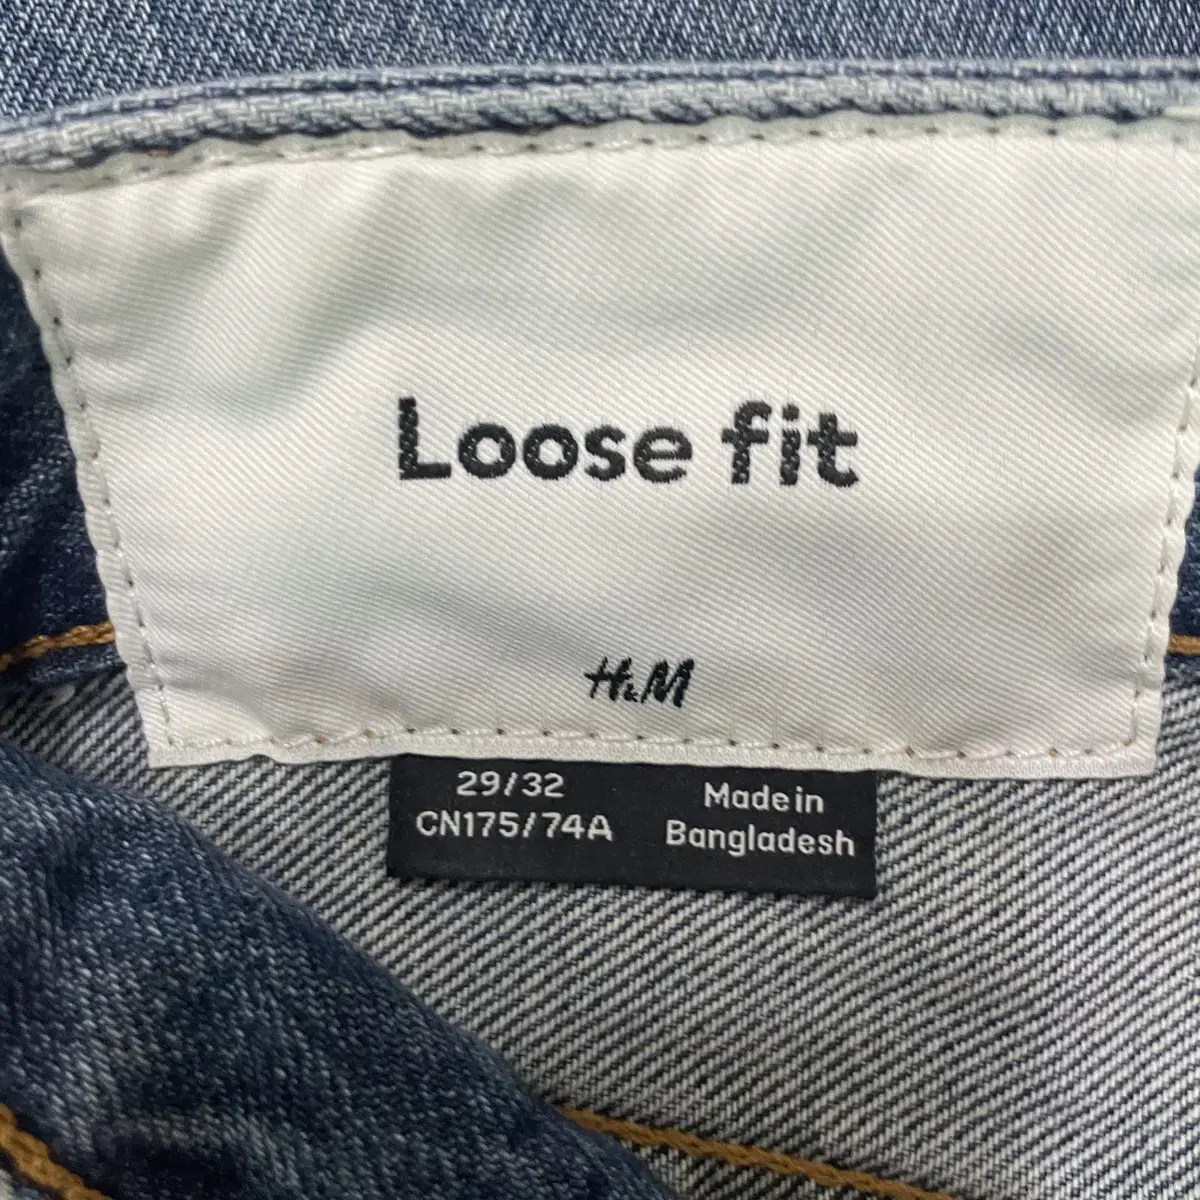 Loose fit
H&M
29/32
CN175/74A
Made in
Bangladesh